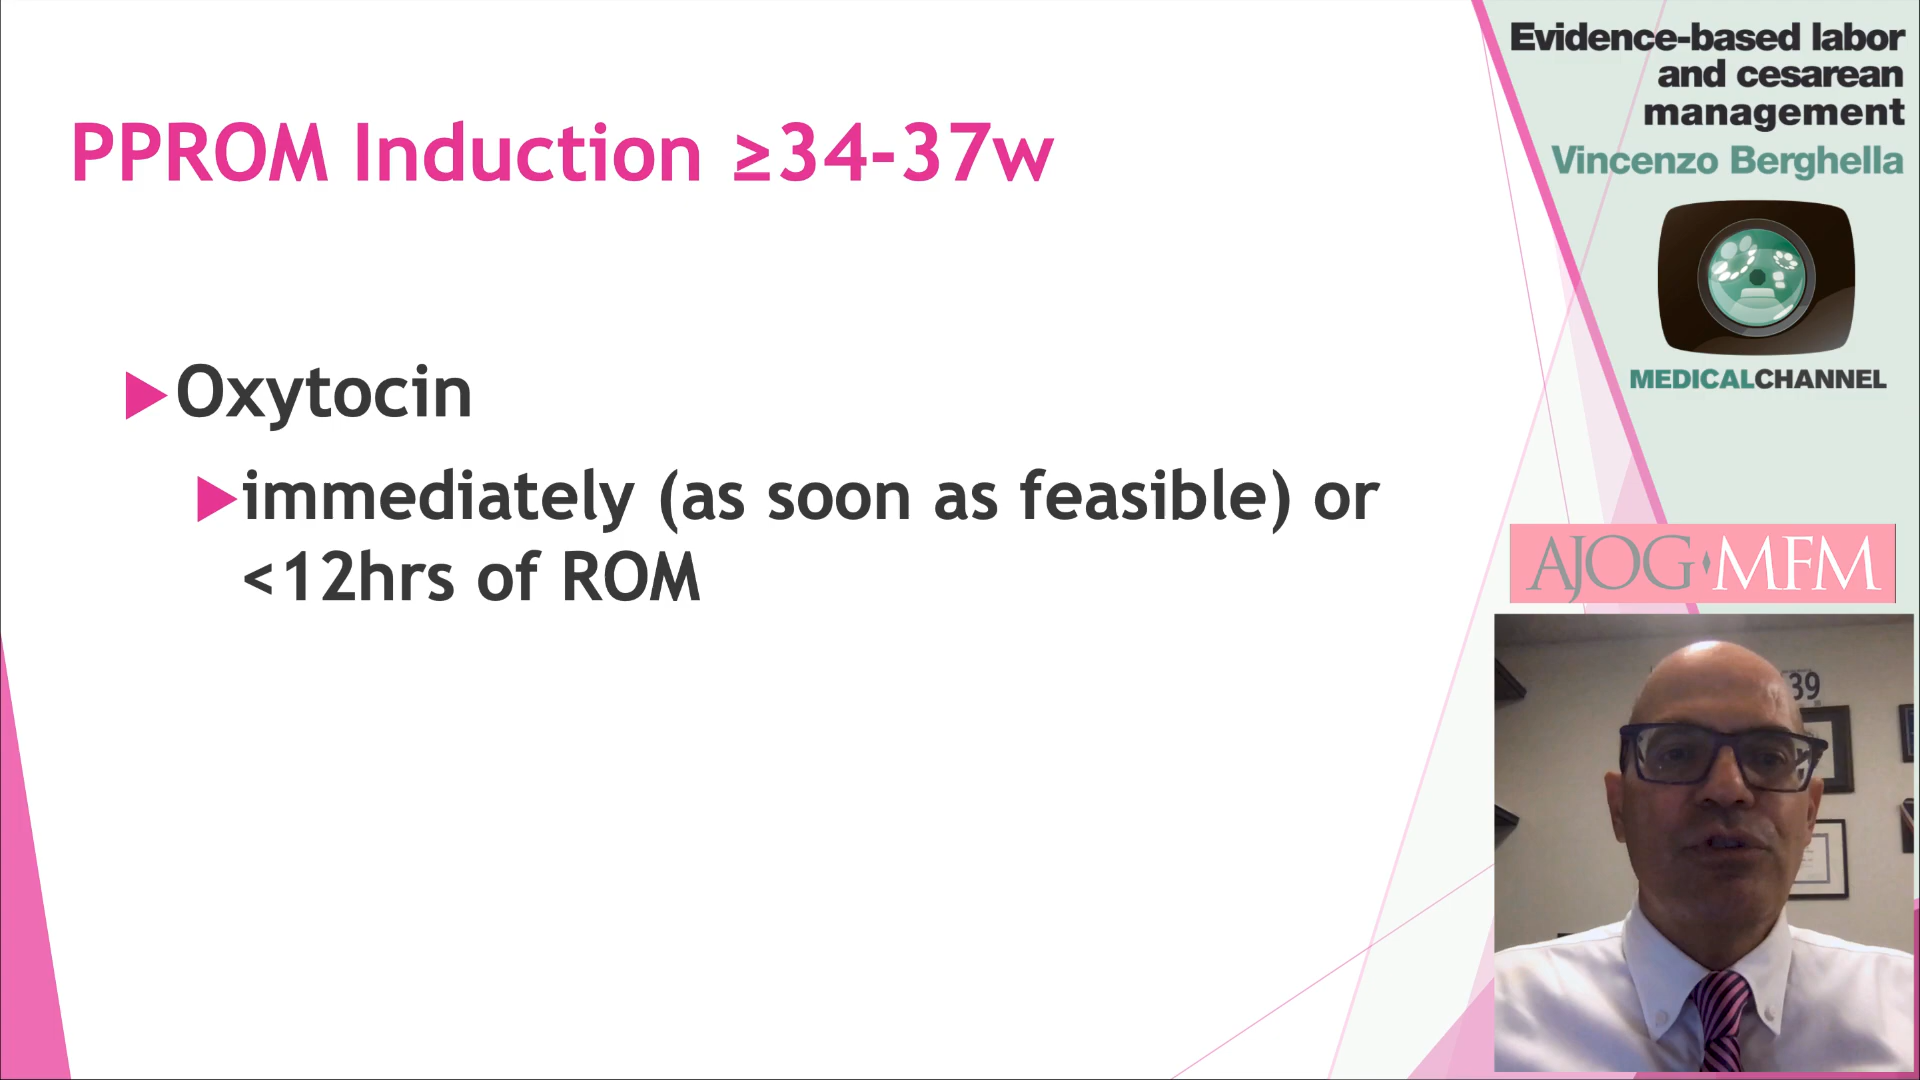 PPROM Induction ≥34-37w
Oxytocin
immediately (as soon as feasible) or
<12hrs of ROM
Evidence-based labor
and cesarean
management
Vincenzo Berghella
MEDICALCHANNEL
AJOG MFM
39